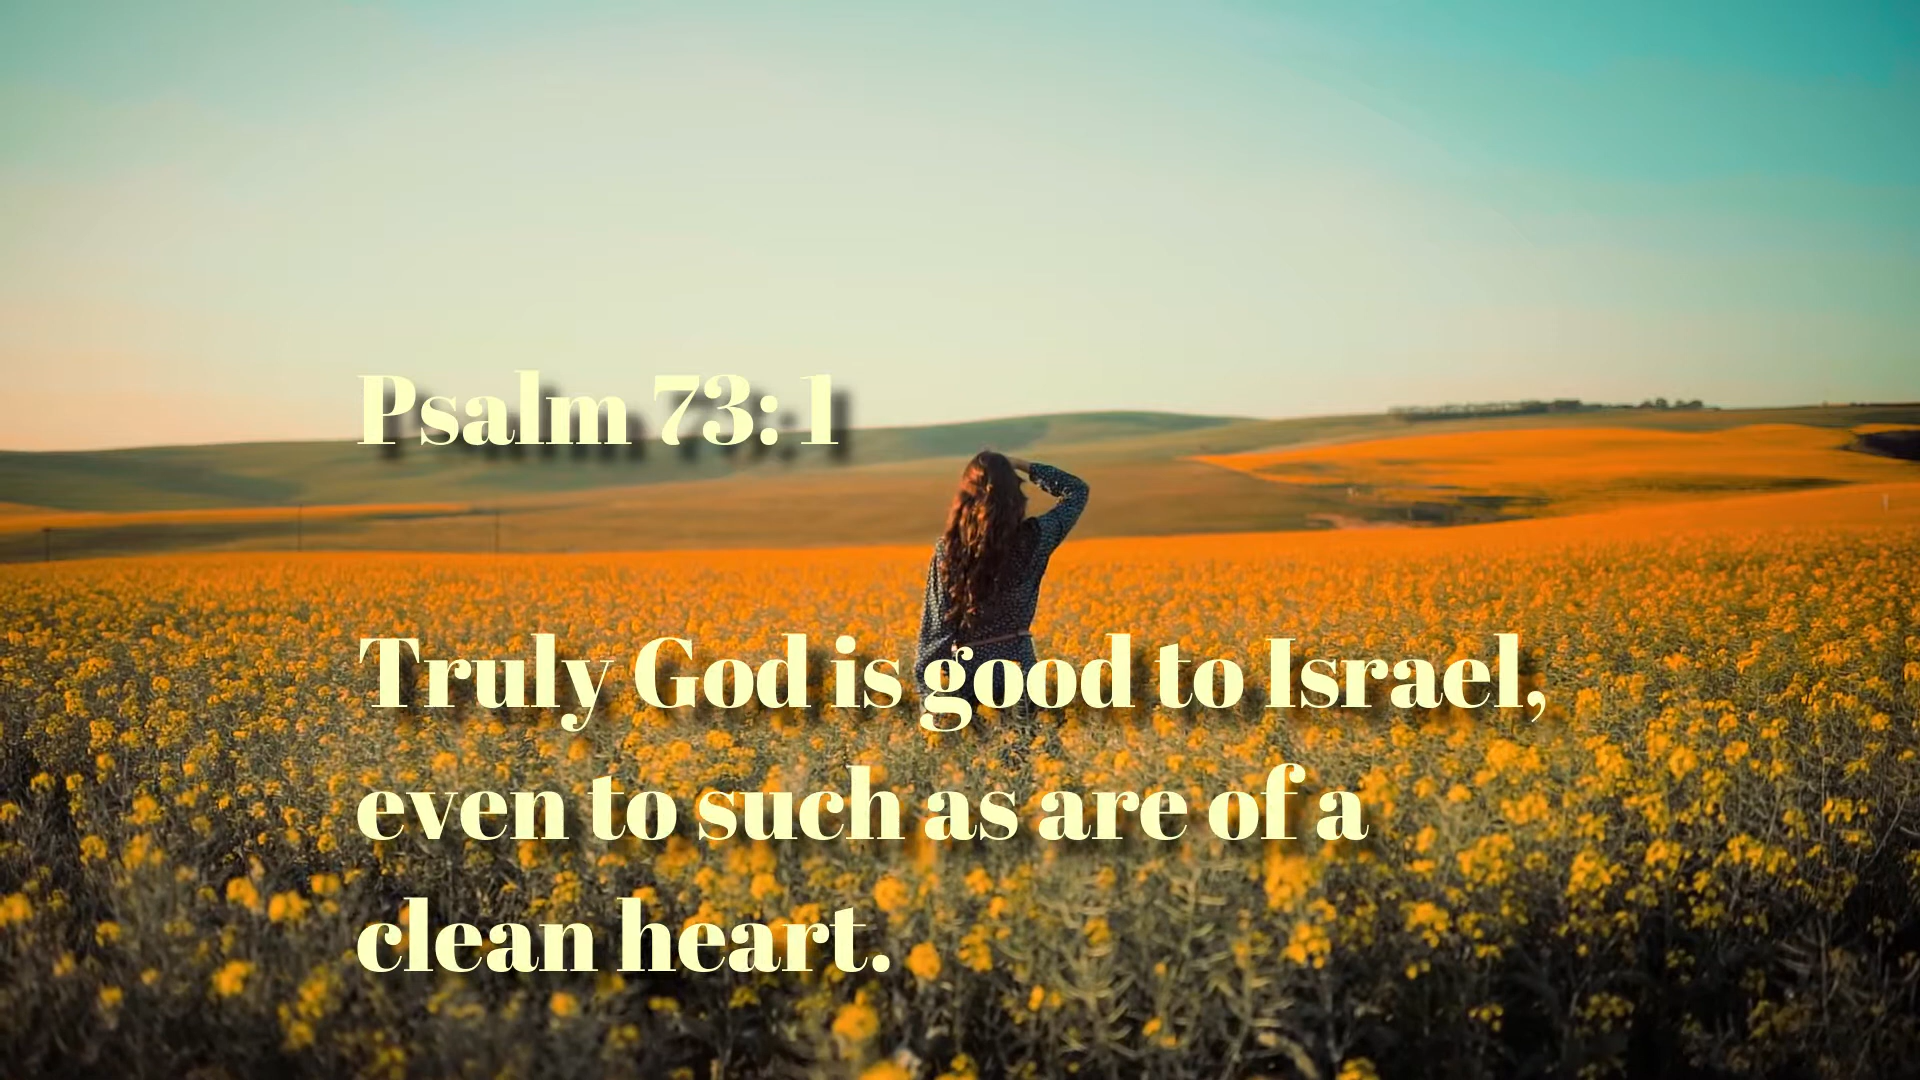 Psalm 73:1
Truly God is good to Israel,
even to such as are of a
clean heart.